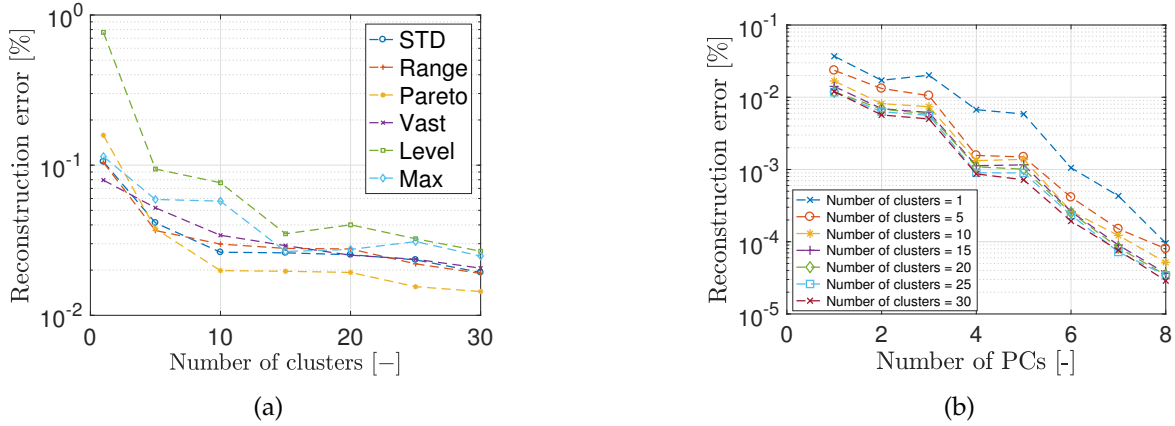 10^0
10^-1
10^-2
Reconstruction error [%]
0
10
20
30
Number of clusters [−]
STD
Range
Pareto
Vast
Level
Max
(a)
10^-1
10^-2
10^-3
10^-4
10^-5
Reconstruction error [%]
Number of clusters = 1
Number of clusters = 5
Number of clusters = 10
Number of clusters = 15
Number of clusters = 20
Number of clusters = 25
Number of clusters = 30
0
2
4
6
8
Number of PCs [-]
(b)